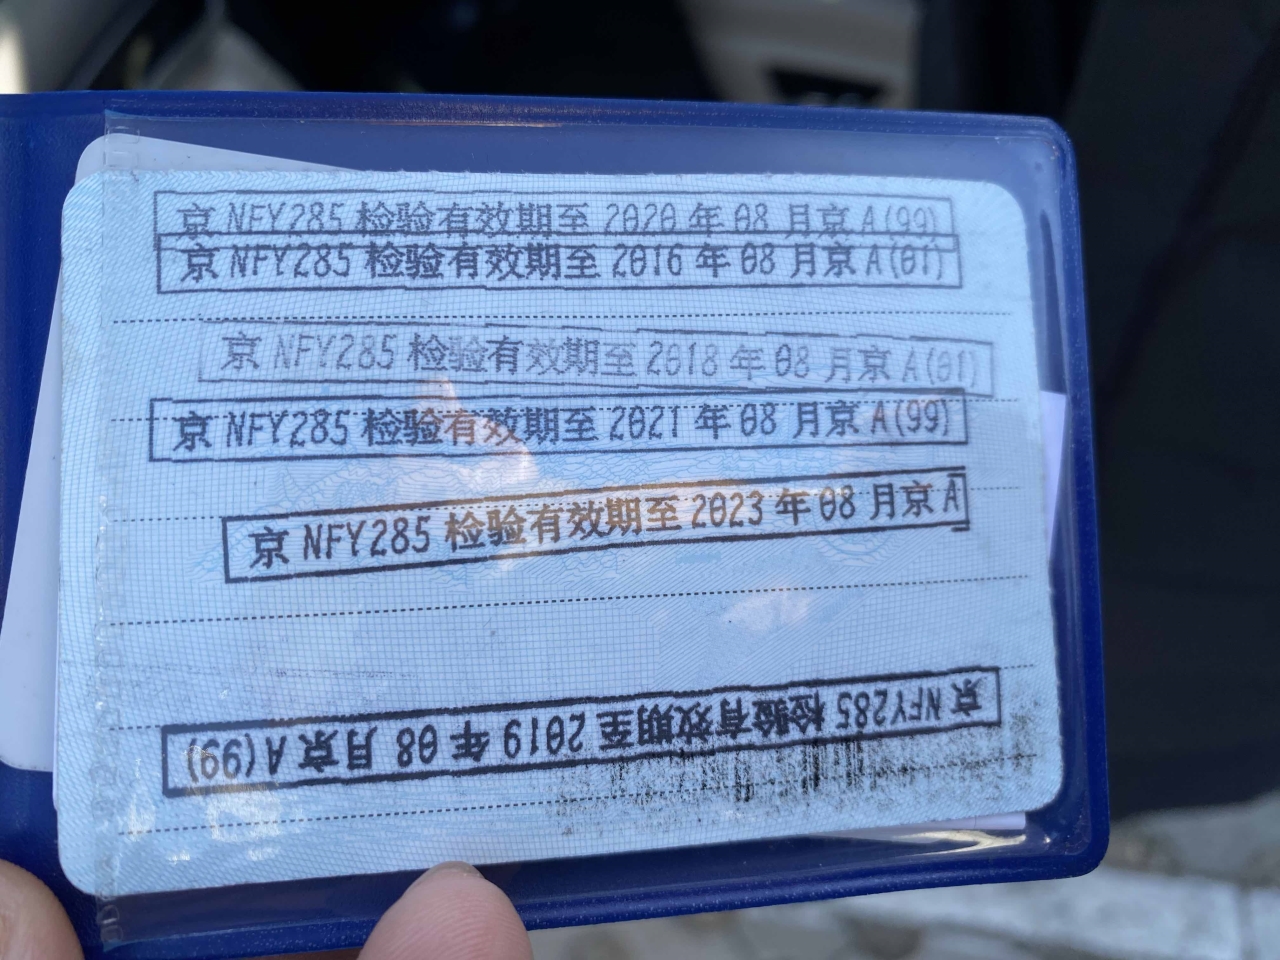 京 NFY285 检验有效期至 2020 年 08 月京 A(99)
京 NFY285 检验有效期至 2016 年 08 月京 A(01)
京 NFY285 检验有效期至 2018 年 08 月京 A(01)
京 NFY285 检验有效期至 2021 年 08 月京 A(99)
京 NFY285 检验有效期至 2023 年 08 月京 A
京 NFY285 检验有效期至 2019 年 08 月京 A(99)